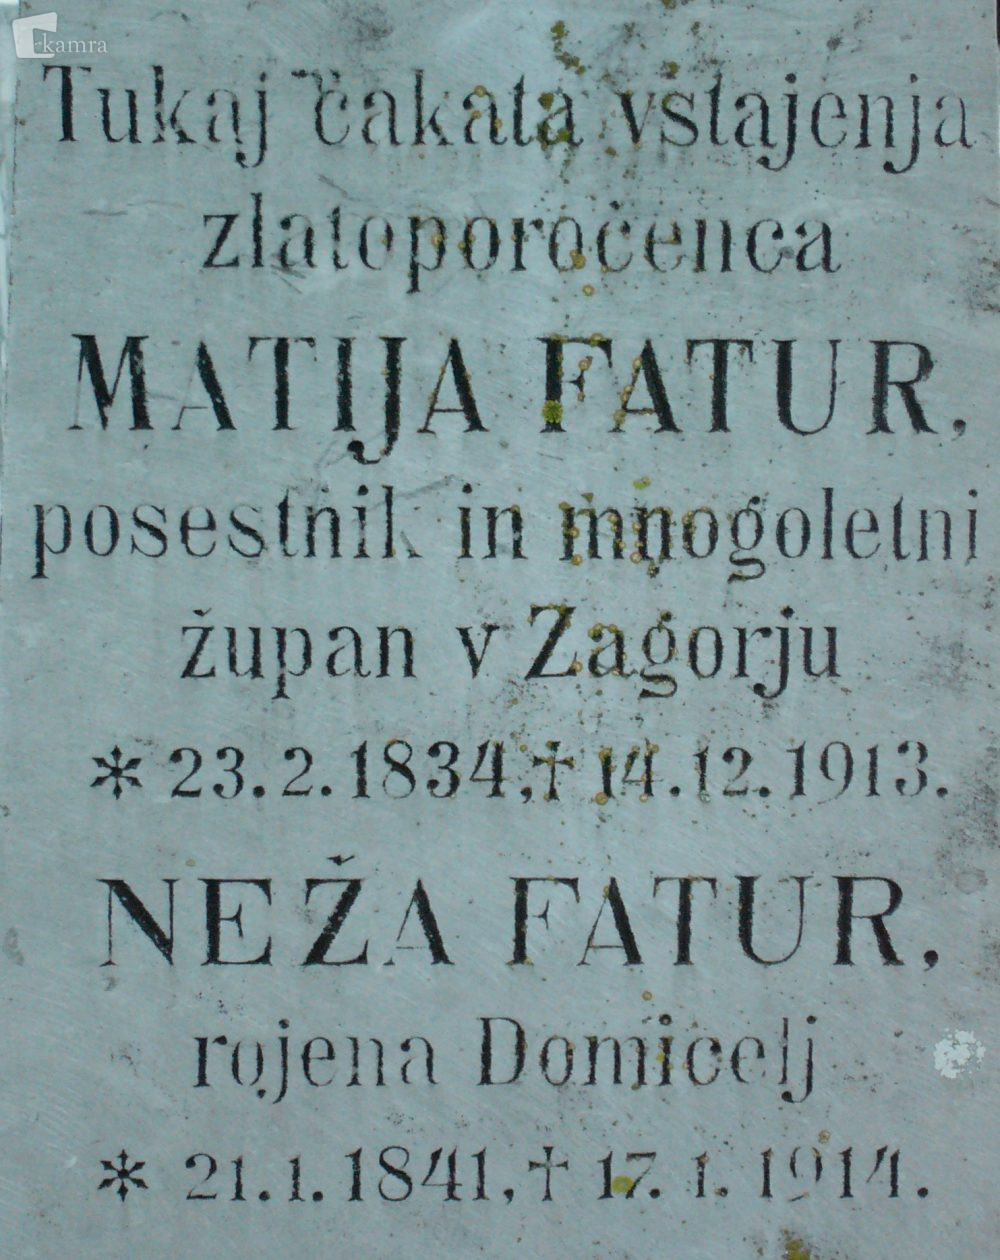 kamra
Tukaj čakata vstajenja
zlatoporočenca
MATIJA FATUR,
posestnik in mnogoletni
župan v Zagorju
* 23.2.1834, † 14.12.1913.
NEŽA FATUR,
rojena Domicelj
* 21.1.1841, † 17.1.1914.